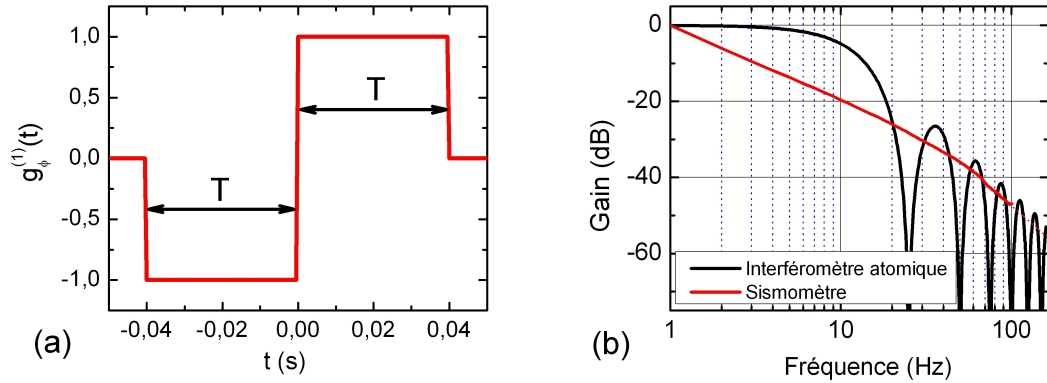 1,0
0,5
0,0
-0,5
-1,0
g_ϕ^(1)(t)
T
T
-0,04
-0,02
0,00
0,02
0,04
t (s)
(a)
0
-20
-40
-60
Gain (dB)
Interféromètre atomique
Sismomètre
1
10
100
Fréquence (Hz)
(b)